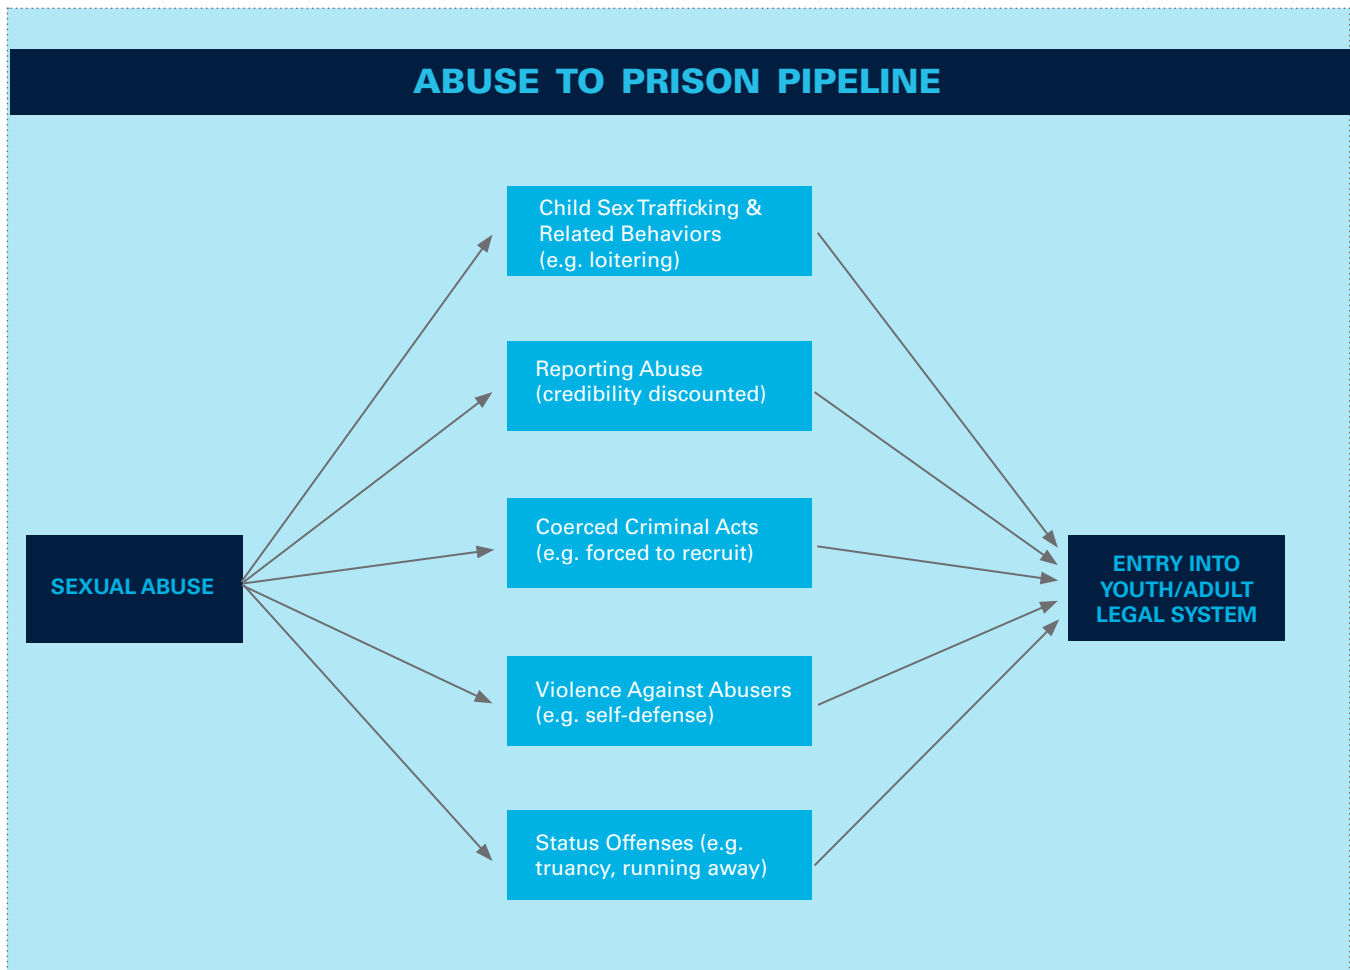 ABUSE TO PRISON PIPELINE
Child Sex Trafficking &
Related Behaviors
(e.g. loitering)
Reporting Abuse
(credibility discounted)
Coerced Criminal Acts
(e.g. forced to recruit)
SEXUAL ABUSE
ENTRY INTO
YOUTH/ADULT
LEGAL SYSTEM
Violence Against Abusers
(e.g. self-defense)
Status Offenses (e.g.
truancy, running away)